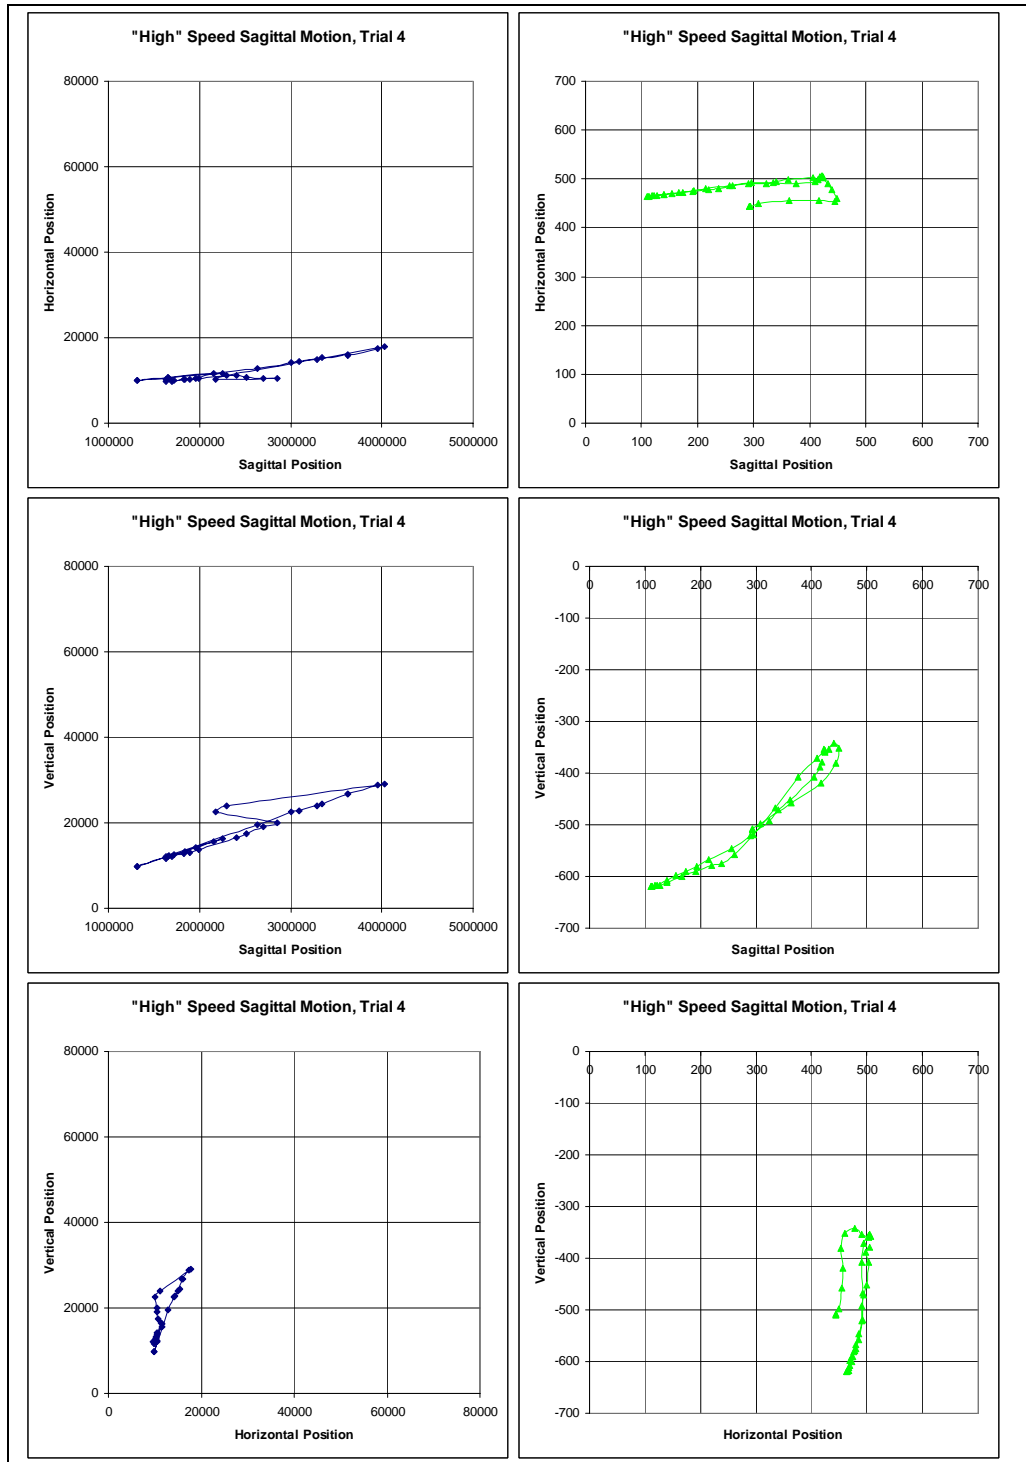 "High" Speed Sagittal Motion, Trial 4
80000
60000
40000
20000
0
1000000 2000000 3000000 4000000 5000000
Horizontal Position
Sagittal Position
"High" Speed Sagittal Motion, Trial 4
700
600
500
400
300
200
100
0
0 100 200 300 400 500 600 700
Horizontal Position
Sagittal Position
"High" Speed Sagittal Motion, Trial 4
80000
60000
40000
20000
0
1000000 2000000 3000000 4000000 5000000
Vertical Position
Sagittal Position
"High" Speed Sagittal Motion, Trial 4
0
0 100 200 300 400 500 600 700
-100
-200
-300
-400
-500
-600
-700
Vertical Position
Sagittal Position
"High" Speed Sagittal Motion, Trial 4
80000
60000
40000
20000
0
0 20000 40000 60000 80000
Vertical Position
Horizontal Position
"High" Speed Sagittal Motion, Trial 4
0
0 100 200 300 400 500 600 700
-100
-200
-300
-400
-500
-600
-700
Vertical Position
Horizontal Position